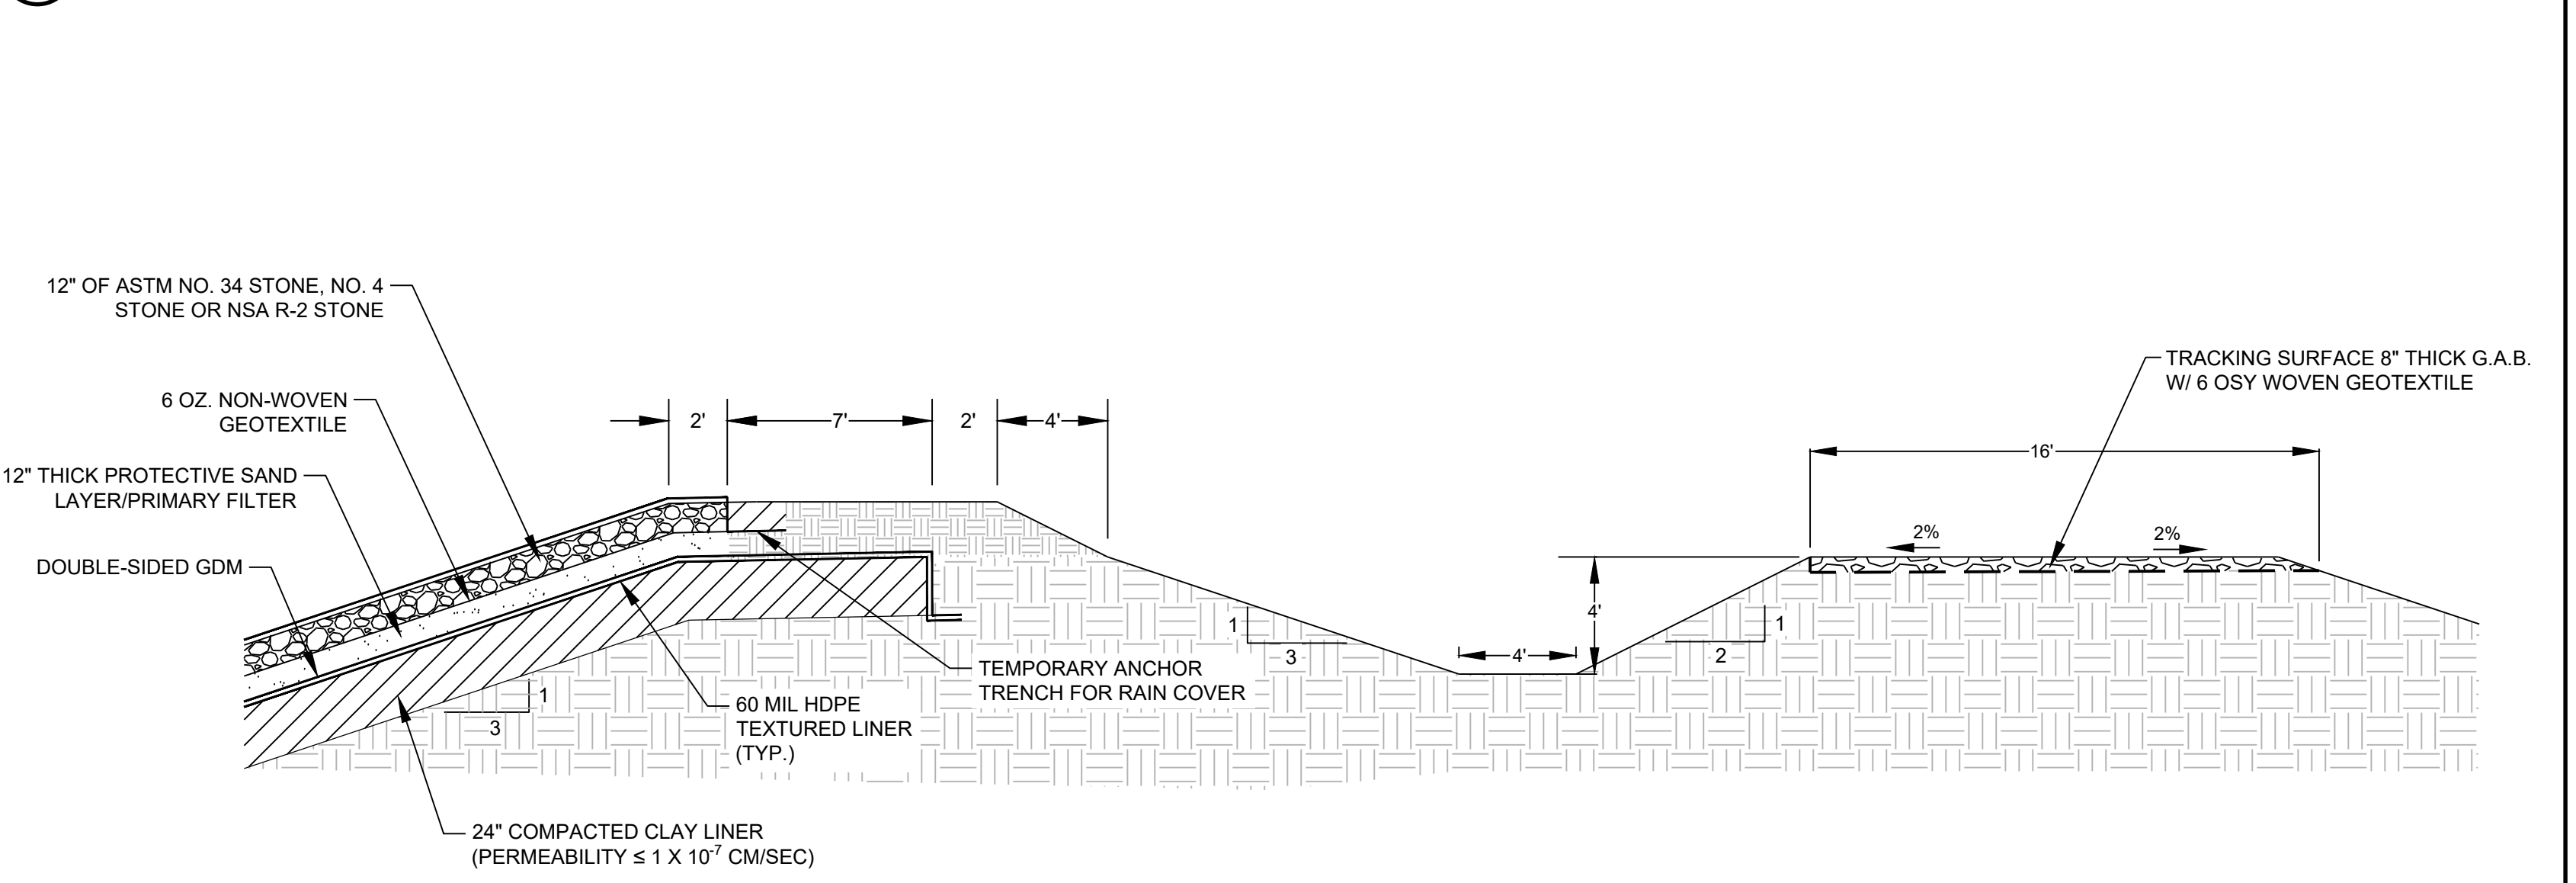 12" OF ASTM NO. 34 STONE, NO. 4
STONE OR NSA R-2 STONE
6 OZ. NON-WOVEN
GEOTEXTILE
12" THICK PROTECTIVE SAND
LAYER/PRIMARY FILTER
DOUBLE-SIDED GDM
2'
7'
2'
4'
TRACKING SURFACE 8" THICK G.A.B.
W/ 6 OSY WOVEN GEOTEXTILE
16'
2%
2%
4'
1
3
4'
1
2
1
3
TEMPORARY ANCHOR
TRENCH FOR RAIN COVER
60 MIL HDPE
TEXTURED LINER
(TYP.)
24" COMPACTED CLAY LINER
(PERMEABILITY ≤ 1 X 10⁻⁷ CM/SEC)